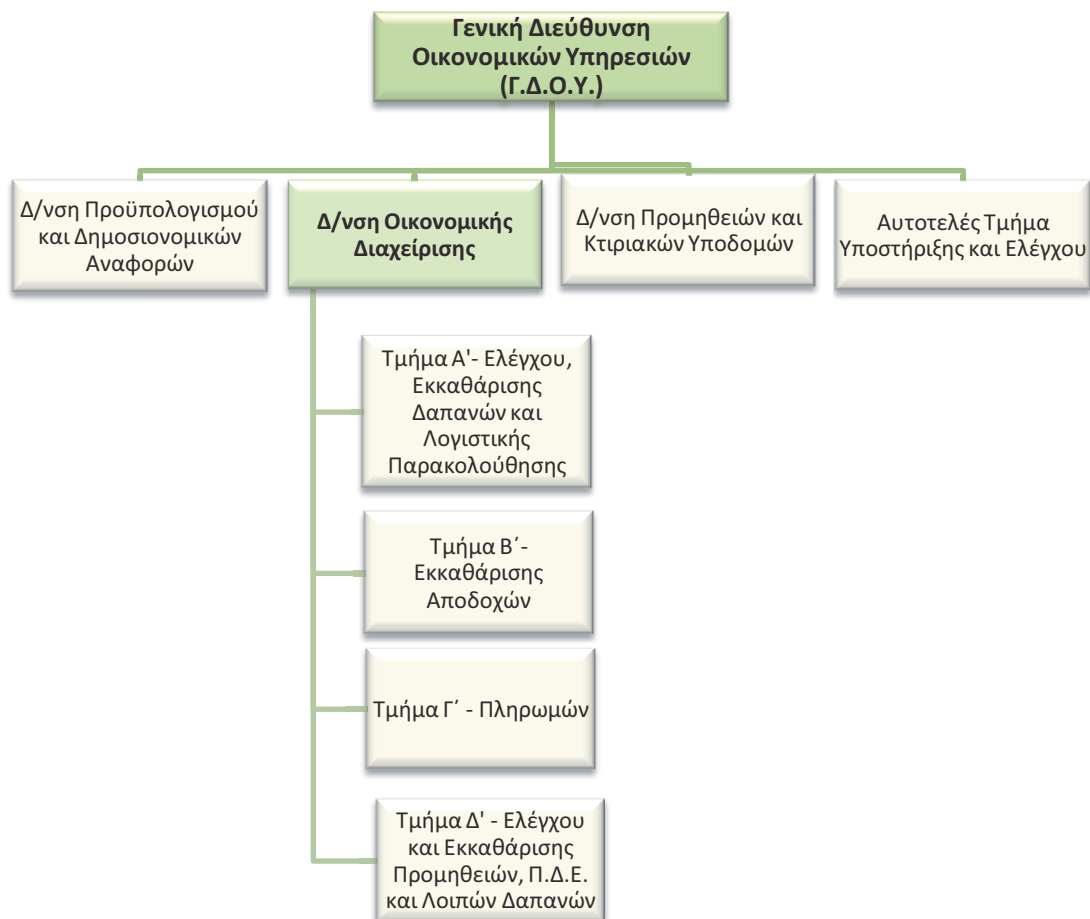 Γενική Διεύθυνση
Οικονομικών Υπηρεσιών
(Γ.Δ.Ο.Υ.)
Δ/νση Προϋπολογισμού
και Δημοσιονομικών
Αναφορών
Δ/νση Οικονομικής
Διαχείρισης
Δ/νση Προμηθειών και
Κτιριακών Υποδομών
Αυτοτελές Τμήμα
Υποστήριξης και Ελέγχου
Τμήμα Α'- Ελέγχου,
Εκκαθάρισης
Δαπανών και
Λογιστικής
Παρακολούθησης
Τμήμα Β΄-
Εκκαθάρισης
Αποδοχών
Τμήμα Γ΄ - Πληρωμών
Τμήμα Δ' - Ελέγχου
και Εκκαθάρισης
Προμηθειών, Π.Δ.Ε.
και Λοιπών Δαπανών